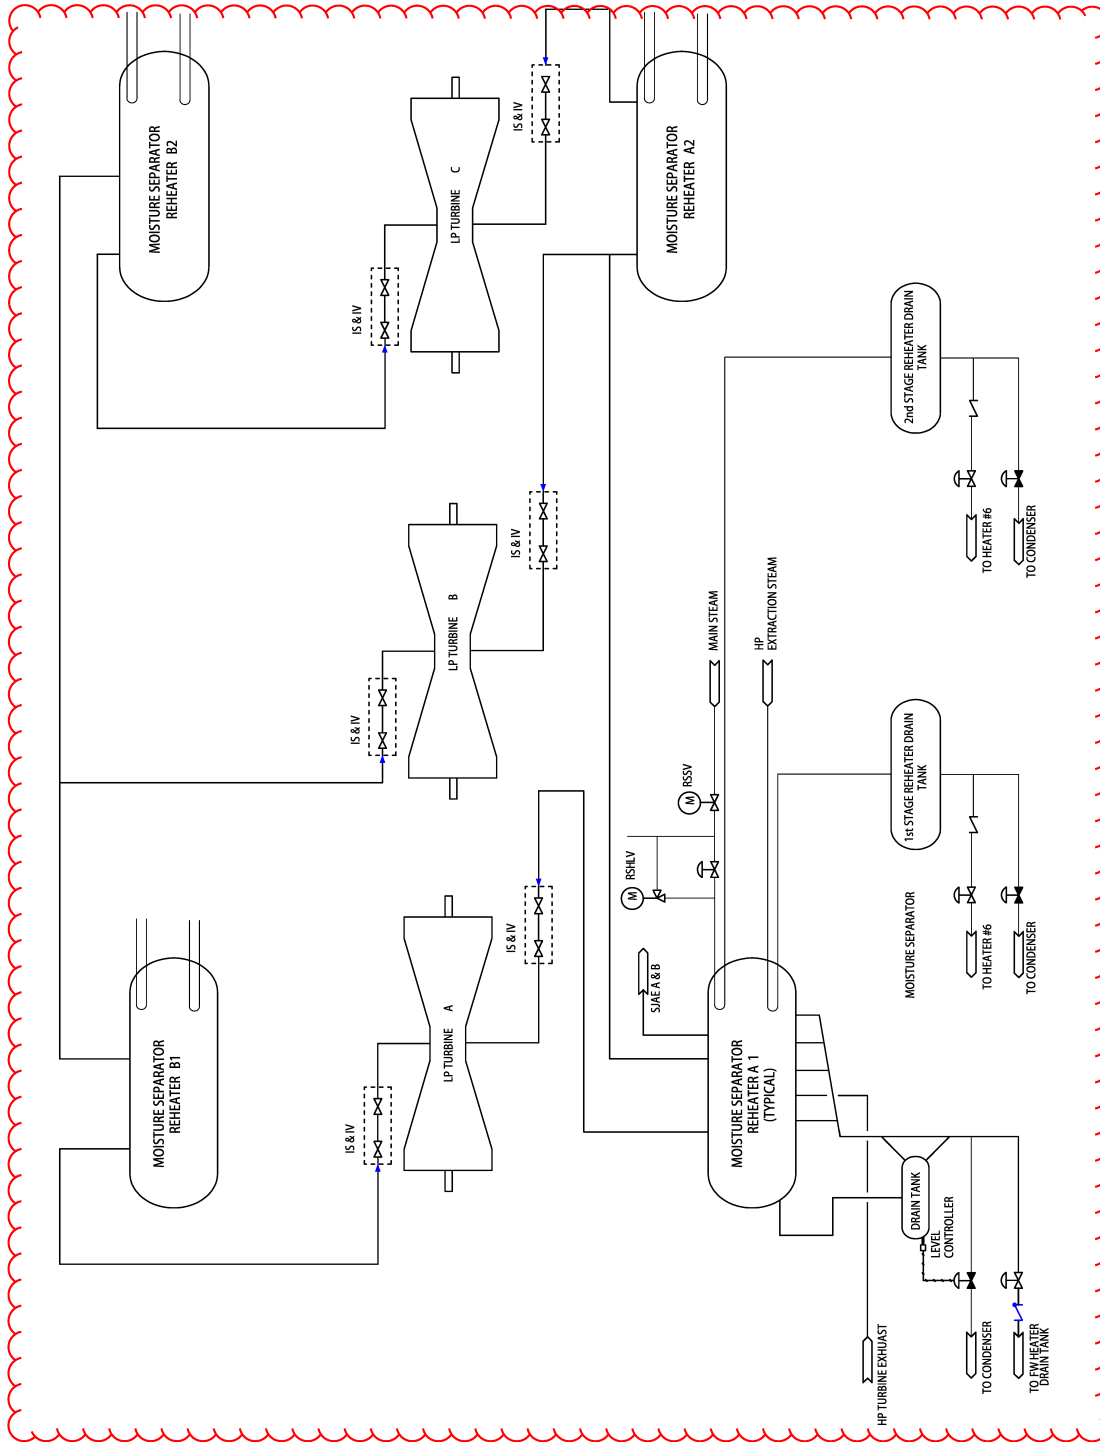 MOISTURE SEPARATOR
REHEATER B1
MOISTURE SEPARATOR
REHEATER B2
IS & IV
IS & IV
IS & IV
LP TURBINE A
LP TURBINE B
LP TURBINE C
IS & IV
IS & IV
IS & IV
MOISTURE SEPARATOR
REHEATER A2
M
RSHLV
M
RSSV
SJAE A & B
MAIN STEAM
HP
EXTRACTION STEAM
MOISTURE SEPARATOR
REHEATER A 1
(TYPICAL)
HP TURBINE EXHUAST
DRAIN TANK
LEVEL
CONTROLLER
MOISTURE SEPARATOR
1st STAGE REHEATER DRAIN
TANK
2nd STAGE REHEATER DRAIN
TANK
TO CONDENSER
TO FW HEATER
DRAIN TANK
TO HEATER #6
TO CONDENSER
TO HEATER #6
TO CONDENSER